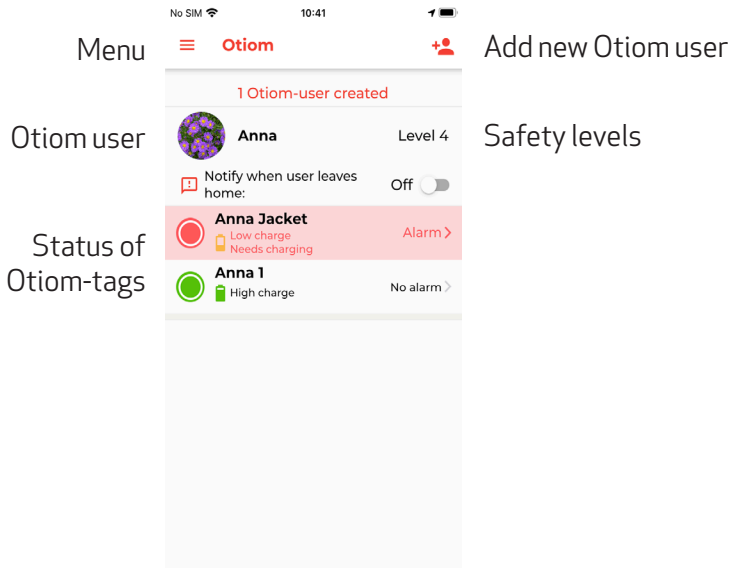 No SIM 10:41
Menu
Otiom
Add new Otiom user
1 Otiom-user created
Otiom user
Anna
Level 4
Safety levels
Notify when user leaves
home:
Off
Status of
Otiom-tags
Anna Jacket
Low charge
Needs charging
Alarm
Anna 1
High charge
No alarm